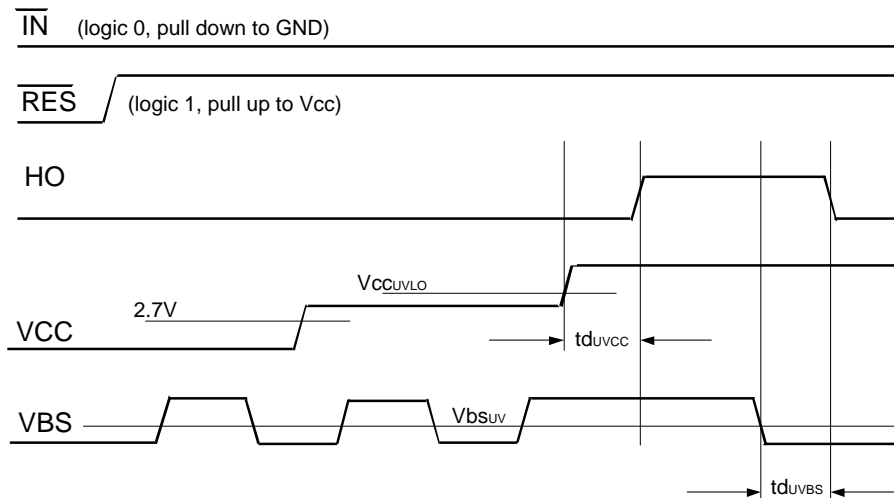 IN (logic 0, pull down to GND)
RES (logic 1, pull up to Vcc)
HO
VccUVLO
2.7V
VCC
tdUVCC
VBS
VbsUV
tdUVBS